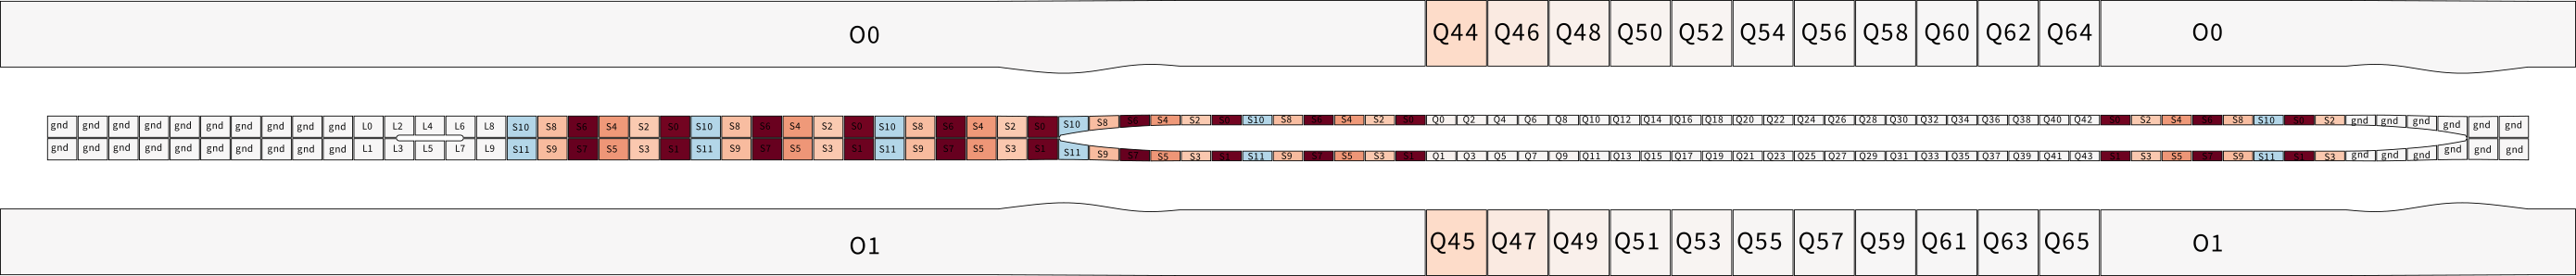 O0 Q44 Q46 Q48 Q50 Q52 Q54 Q56 Q58 Q60 Q62 Q64 O0
gnd gnd gnd gnd gnd gnd gnd gnd gnd gnd L0 L2 L4 L6 L8 S10 S8 S6 S4 S2 S0 S10 S8 S6 S4 S2 S0 S10 S8 S6 S4 S2 S0 S10 S8 S6 S4 S2 S0 S10 S8 S6 S4 S2 S0 Q0 Q2 Q4 Q6 Q8 Q10 Q12 Q14 Q16 Q18 Q20 Q22 Q24 Q26 Q28 Q30 Q32 Q34 Q36 Q38 Q40 Q42 S0 S2 S4 S6 S8 S10 S0 S2 gnd gnd gnd gnd gnd gnd
gnd gnd gnd gnd gnd gnd gnd gnd gnd gnd L1 L3 L5 L7 L9 S11 S9 S7 S5 S3 S1 S11 S9 S7 S5 S3 S1 S11 S9 S7 S5 S3 S1 S11 S9 S7 S5 S3 S1 S11 S9 S7 S5 S3 S1 Q1 Q3 Q5 Q7 Q9 Q11 Q13 Q15 Q17 Q19 Q21 Q23 Q25 Q27 Q29 Q31 Q33 Q35 Q37 Q39 Q41 Q43 S1 S3 S5 S7 S9 S11 S1 S3 gnd gnd gnd gnd gnd gnd
O1 Q45 Q47 Q49 Q51 Q53 Q55 Q57 Q59 Q61 Q63 Q65 O1